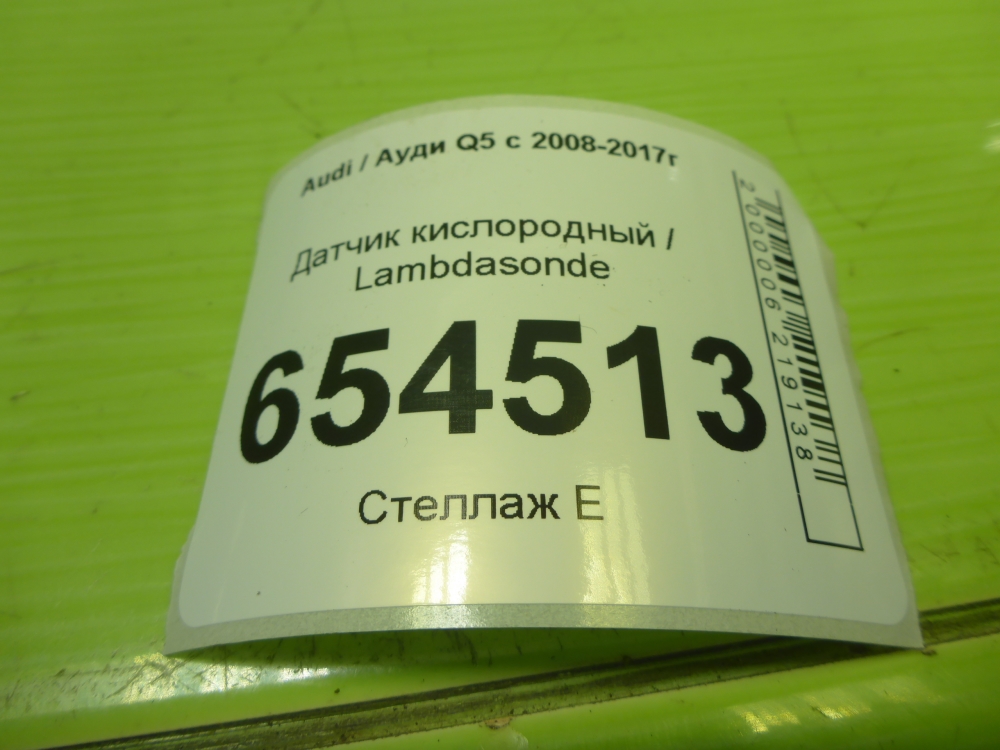 Audi / Ауди Q5 с 2008-2017г
Датчик кислородный /
Lambdasonde
654513
Стеллаж Е
2000006219138